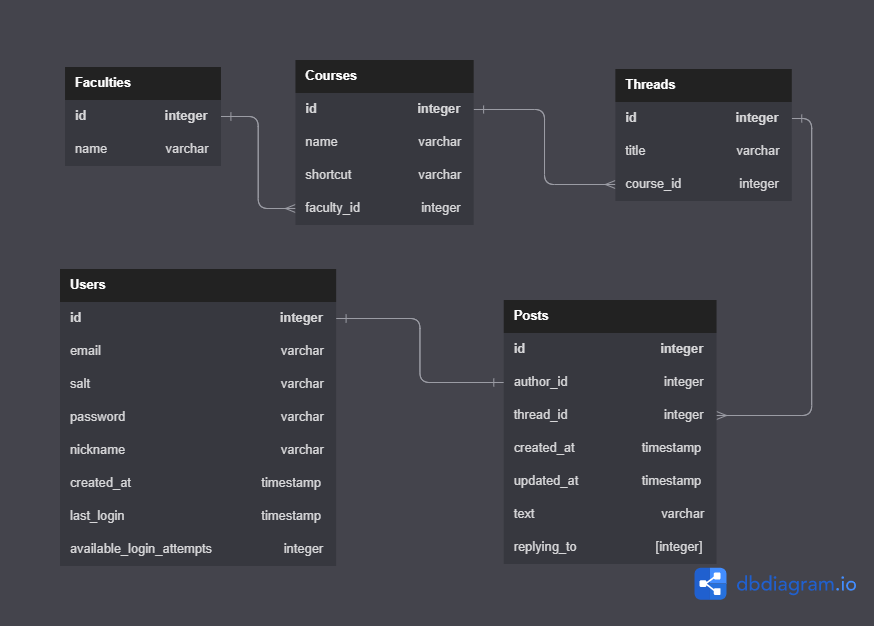 Faculties
id integer
name varchar
Courses
id integer
name varchar
shortcut varchar
faculty_id integer
Threads
id integer
title varchar
course_id integer
Users
id integer
email varchar
salt varchar
password varchar
nickname varchar
created_at timestamp
last_login timestamp
available_login_attempts integer
Posts
id integer
author_id integer
thread_id integer
created_at timestamp
updated_at timestamp
text varchar
replying_to [integer]
dbdiagram.io